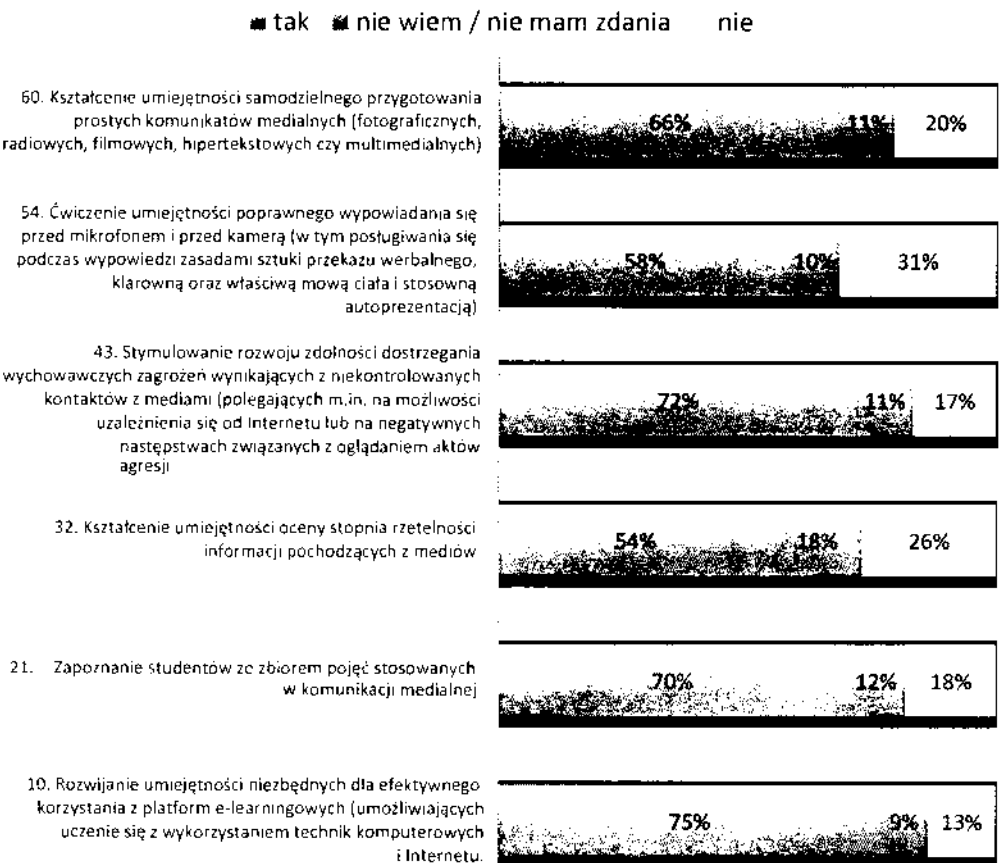 tak nie wiem / nie mam zdania nie
60. Kształcenie umiejętności samodzielnego przygotowania
prostych komunikatów medialnych (fotograficznych,
radiowych, filmowych, hipertekstowych czy multimedialnych)
66% 11% 20%
54. Ćwiczenie umiejętności poprawnego wypowiadania się
przed mikrofonem i przed kamerą (w tym posługiwania się
podczas wypowiedzi zasadami sztuki przekazu werbalnego,
klarowną oraz właściwą mową ciała i stosowną
autoprezentacją)
58% 10% 31%
43. Stymulowanie rozwoju zdolności dostrzegania
wychowawczych zagrożeń wynikających z niekontrolowanych
kontaktów z mediami (polegających m.in. na możliwości
uzależnienia się od Internetu lub na negatywnych
następstwach związanych z oglądaniem aktów
agresji
72% 11% 17%
32. Kształcenie umiejętności oceny stopnia rzetelności
informacji pochodzących z mediów
54% 18% 26%
21. Zapoznanie studentów ze zbiorem pojęć stosowanych
w komunikacji medialnej
70% 12% 18%
10. Rozwijanie umiejętności niezbędnych dla efektywnego
korzystania z platform e-learningowych (umożliwiających
uczenie się z wykorzystaniem technik komputerowych
i Internetu.
75% 9% 13%